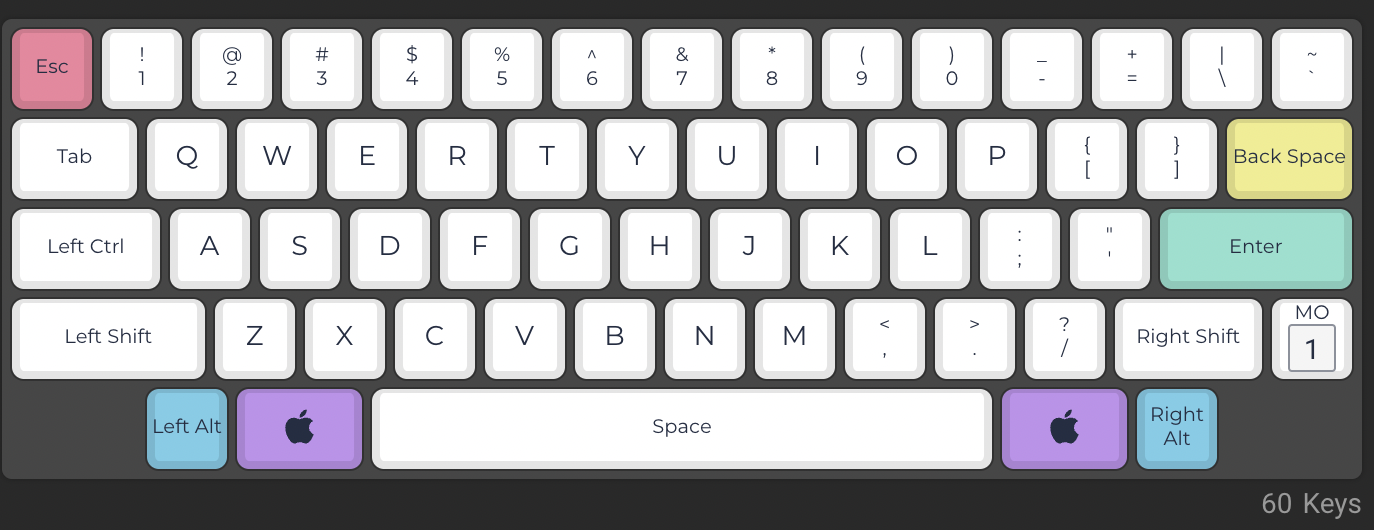 Esc ! 1 @ 2 # 3 $ 4 % 5 ^ 6 & 7 * 8 ( 9 ) 0 _ - + = | \ ~ `
Tab Q W E R T Y U I O P { [ } ] Back Space
Left Ctrl A S D F G H J K L : ; " ' Enter
Left Shift Z X C V B N M < , > . ? / Right Shift MO 1
Left Alt Space Right Alt
60 Keys